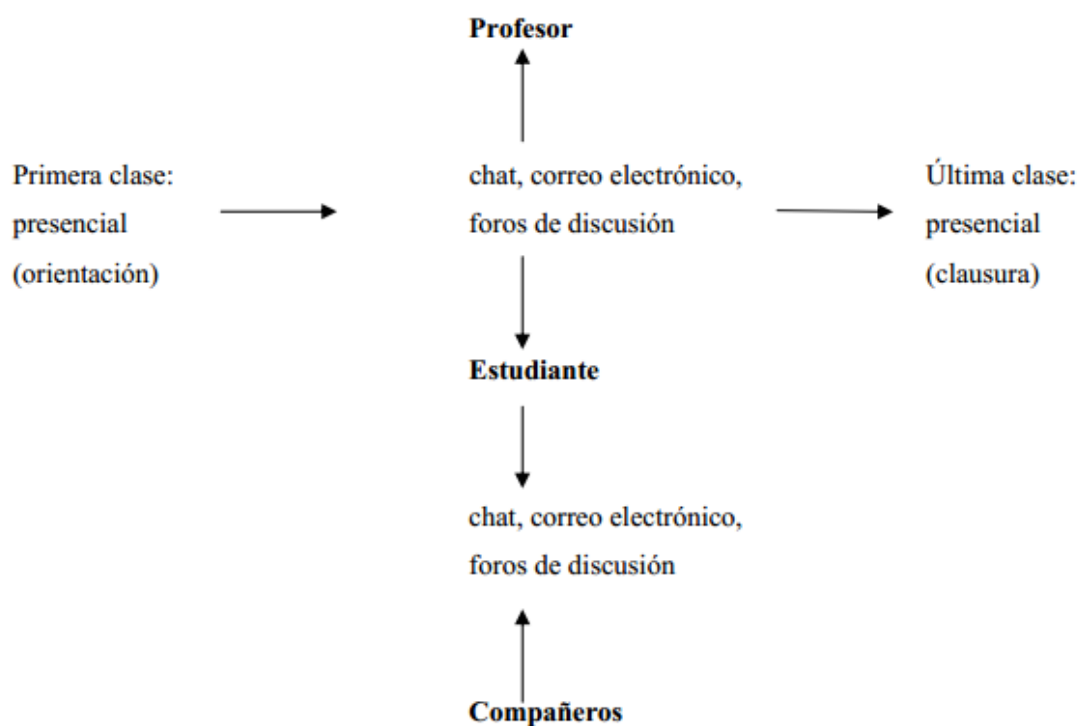 Profesor
Primera clase:
presencial
(orientación)
chat, correo electrónico,
foros de discusión
Última clase:
presencial
(clausura)
Estudiante
chat, correo electrónico,
foros de discusión
Compañeros